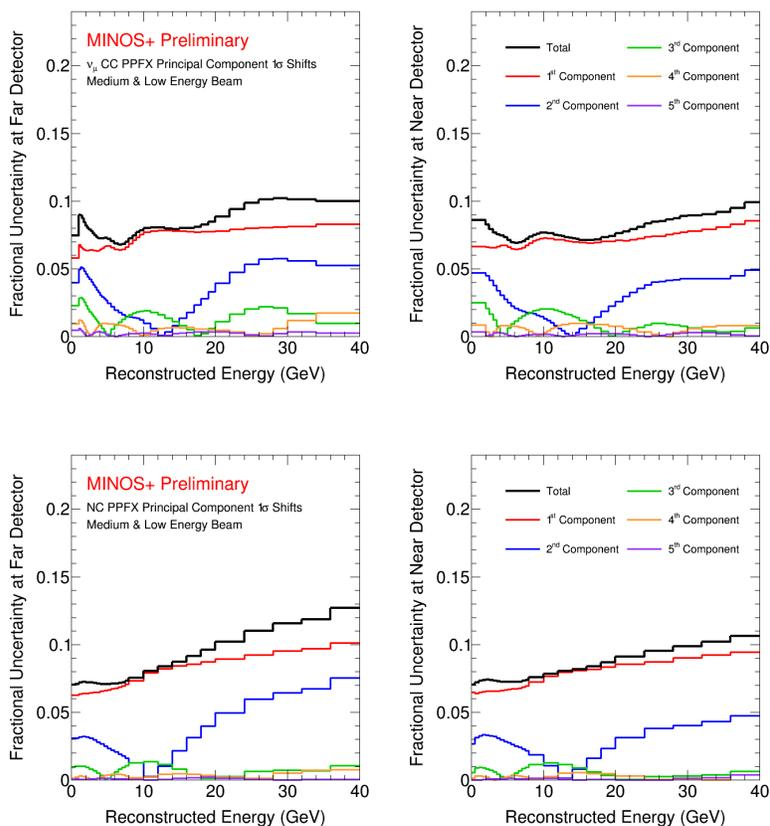 MINOS+ Preliminary
νμ CC PPFX Principal Component 1σ Shifts
Medium & Low Energy Beam
Fractional Uncertainty at Far Detector
0.2
0.15
0.1
0.05
0
0 10 20 30 40
Reconstructed Energy (GeV)
Total
1st Component
2nd Component
3rd Component
4th Component
5th Component
Fractional Uncertainty at Near Detector
0.2
0.15
0.1
0.05
0
0 10 20 30 40
Reconstructed Energy (GeV)
MINOS+ Preliminary
NC PPFX Principal Component 1σ Shifts
Medium & Low Energy Beam
Fractional Uncertainty at Far Detector
0.2
0.15
0.1
0.05
0
0 10 20 30 40
Reconstructed Energy (GeV)
Total
1st Component
2nd Component
3rd Component
4th Component
5th Component
Fractional Uncertainty at Near Detector
0.2
0.15
0.1
0.05
0
0 10 20 30 40
Reconstructed Energy (GeV)